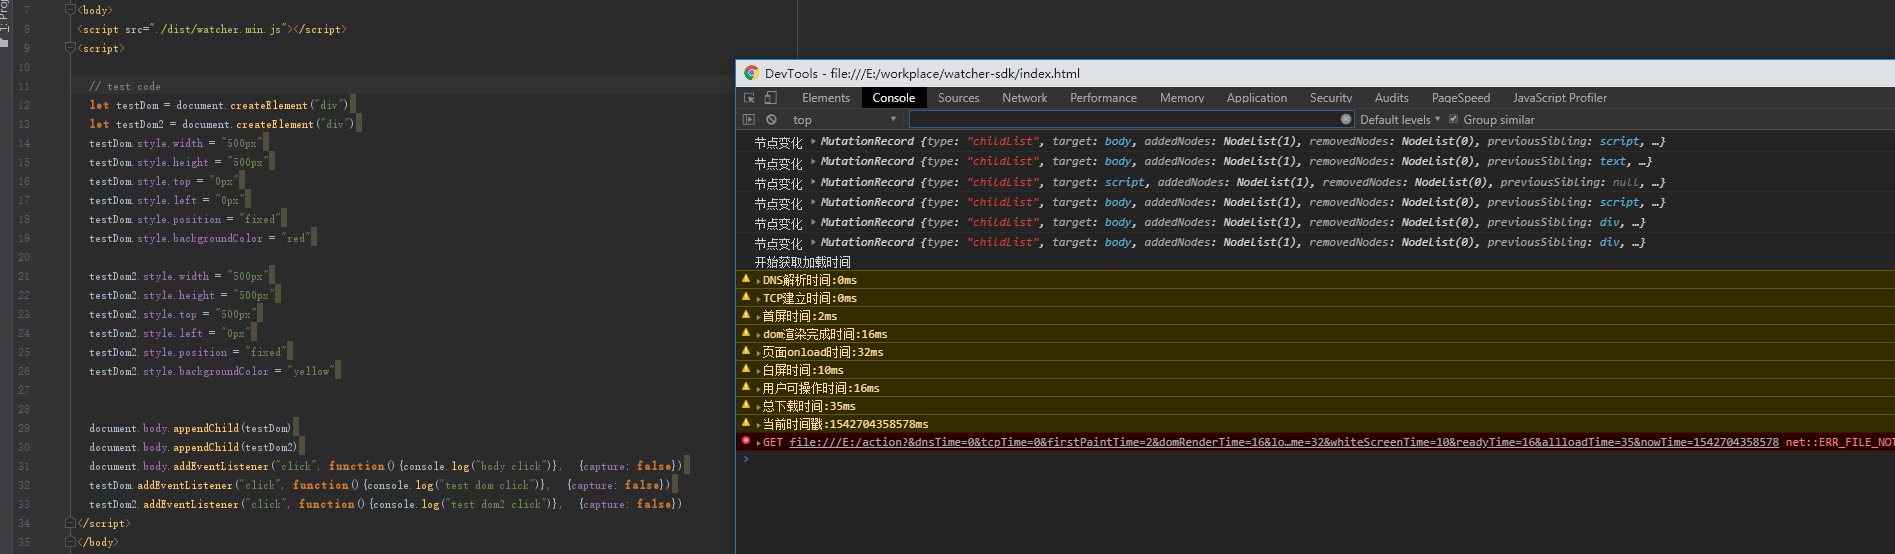 1: Proj
7 <body>
8 <script src="./dist/watcher.min.js"></script>
9 <script>
10
11 // test code
12 let testDom = document.createElement("div")
13 let testDom2 = document.createElement("div")
14 testDom.style.width = "500px"
15 testDom.style.height = "500px"
16 testDom.style.top = "0px"
17 testDom.style.left = "0px"
18 testDom.style.position = "fixed"
19 testDom.style.backgroundColor = "red"
20
21 testDom2.style.width = "500px"
22 testDom2.style.height = "500px"
23 testDom2.style.top = "500px"
24 testDom2.style.left = "0px"
25 testDom2.style.position = "fixed"
26 testDom2.style.backgroundColor = "yellow"
27
28
29 document.body.appendChild(testDom)
30 document.body.appendChild(testDom2)
31 document.body.addEventListener("click", function(){console.log("body click")}, {capture: false})
32 testDom.addEventListener("click", function(){console.log("test dom click")}, {capture: false})
33 testDom2.addEventListener("click", function(){console.log("test dom2 click")}, {capture: false})
34 </script>
35 </body>
DevTools - file:///E:/workplace/watcher-sdk/index.html
Elements Console Sources Network Performance Memory Application Security Audits PageSpeed JavaScript Profiler
top Default levels Group similar
节点变化 MutationRecord {type: "childList", target: body, addedNodes: NodeList(1), removedNodes: NodeList(0), previousSibling: script, …}
节点变化 MutationRecord {type: "childList", target: body, addedNodes: NodeList(1), removedNodes: NodeList(0), previousSibling: text, …}
节点变化 MutationRecord {type: "childList", target: script, addedNodes: NodeList(1), removedNodes: NodeList(0), previousSibling: null, …}
节点变化 MutationRecord {type: "childList", target: body, addedNodes: NodeList(1), removedNodes: NodeList(0), previousSibling: script, …}
节点变化 MutationRecord {type: "childList", target: body, addedNodes: NodeList(1), removedNodes: NodeList(0), previousSibling: div, …}
节点变化 MutationRecord {type: "childList", target: body, addedNodes: NodeList(1), removedNodes: NodeList(0), previousSibling: div, …}
开始获取加载时间
DNS解析时间:0ms
TCP建立时间:0ms
首屏时间:2ms
dom渲染完成时间:16ms
页面onload时间:32ms
白屏时间:10ms
用户可操作时间:16ms
总下载时间:35ms
当前时间戳:1542704358578ms
GET file:///E:/action?&dnsTime=0&tcpTime=0&firstPaintTime=2&domRenderTime=16&lo…me=32&whiteScreenTime=10&readyTime=16&allloadTime=35&nowTime=1542704358578 net::ERR_FILE_NOT